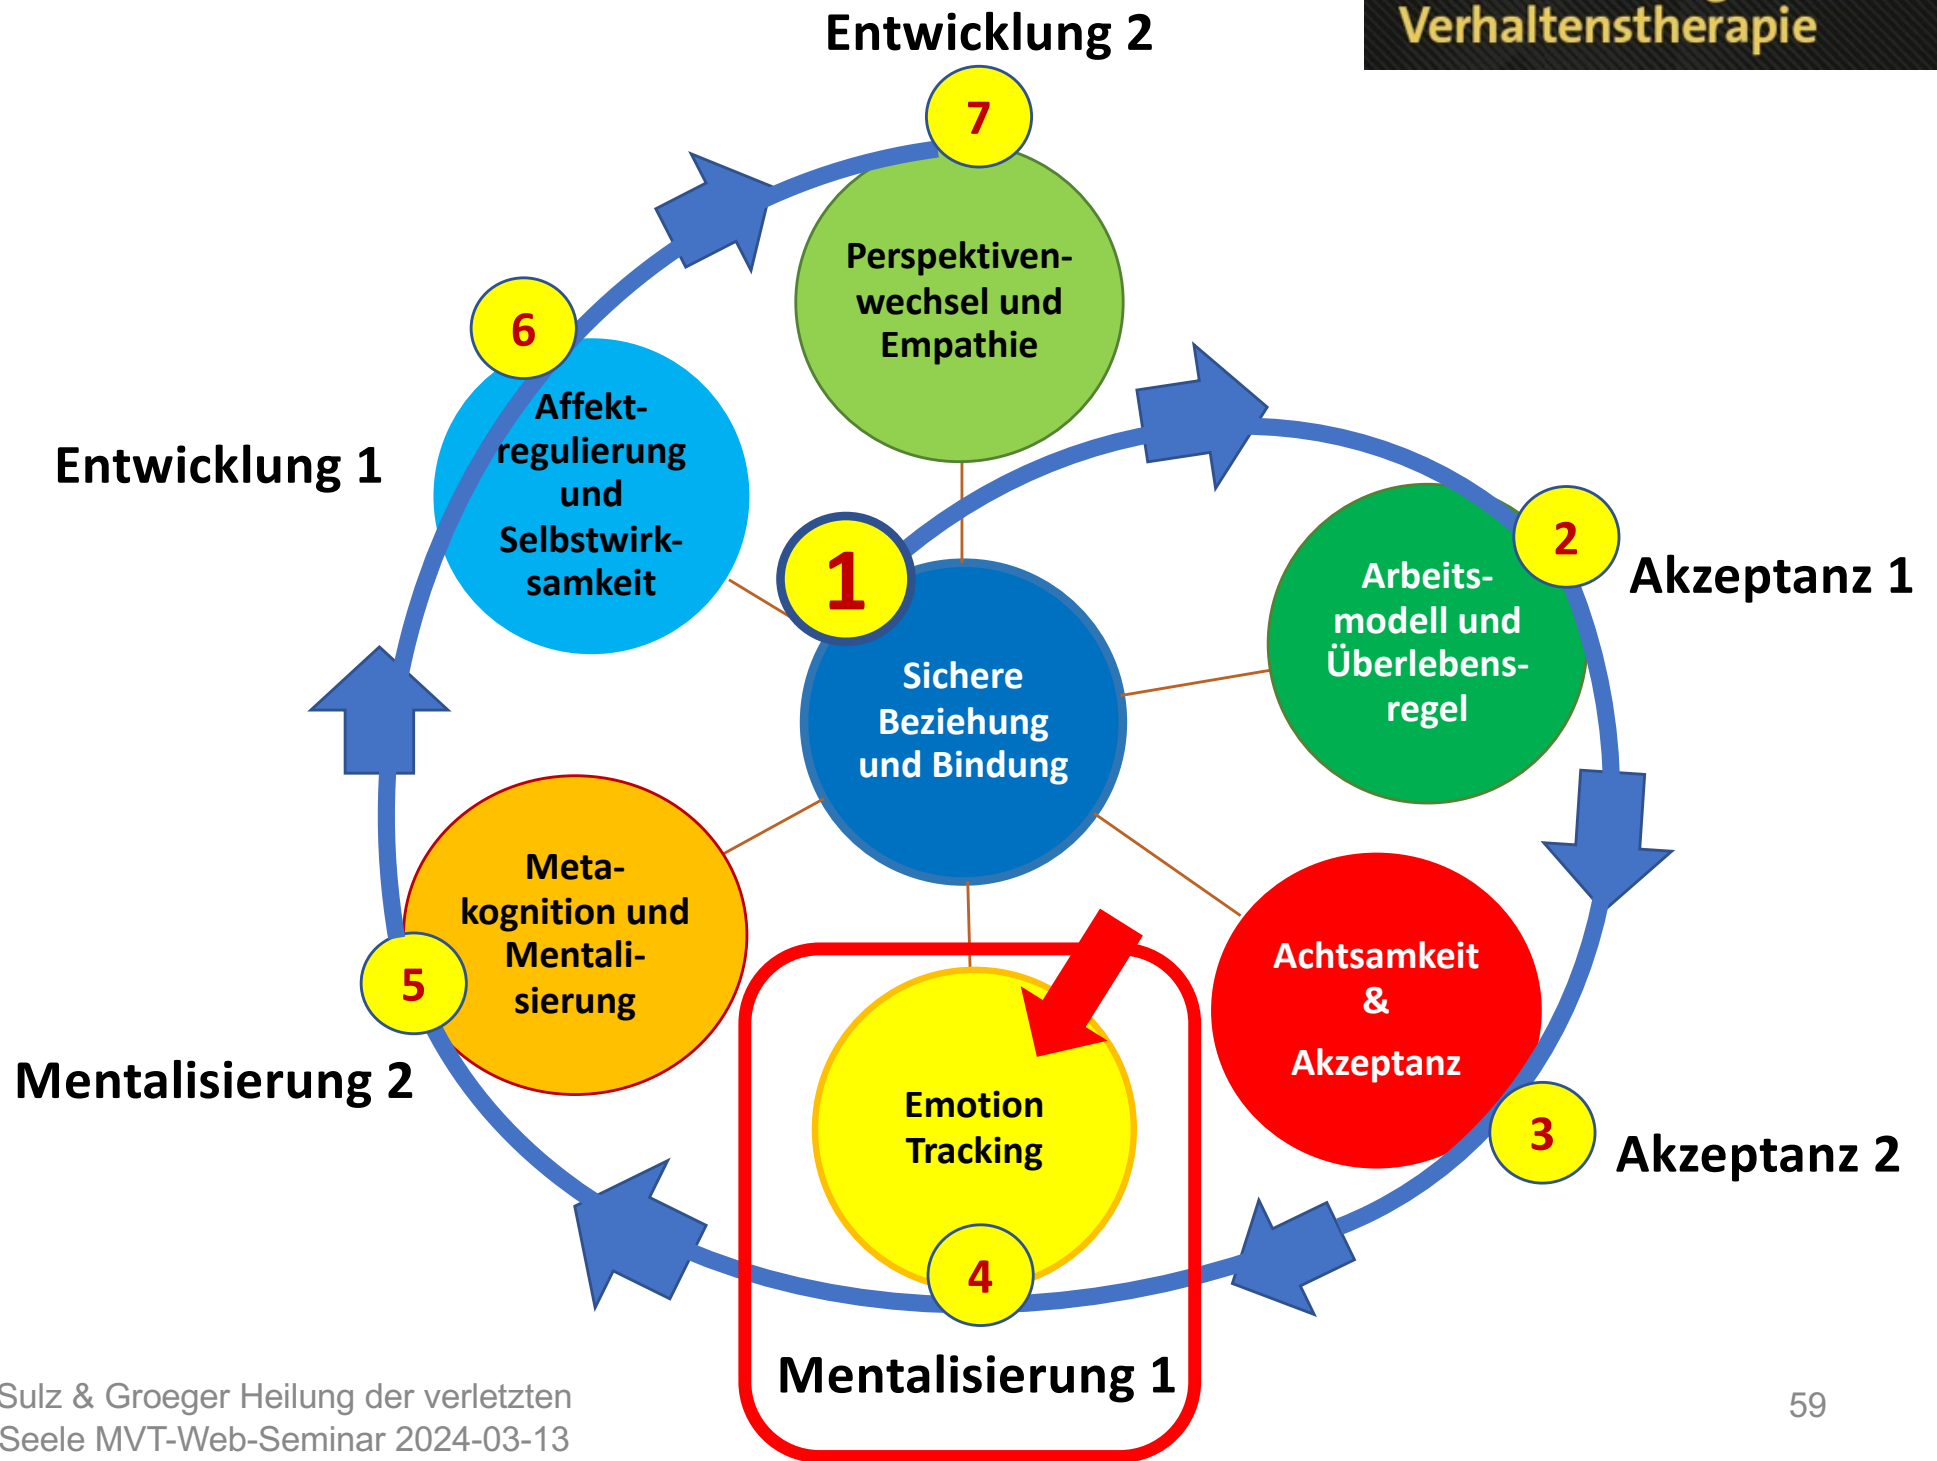 Verhaltenstherapie
Entwicklung 2
7
Perspektiven-
wechsel und
Empathie
6
Affekt-
regulierung
und
Selbstwirk-
samkeit
Entwicklung 1
1
Sichere
Beziehung
und Bindung
2
Akzeptanz 1
Arbeits-
modell und
Überlebens-
regel
Achtsamkeit
&
Akzeptanz
3
Akzeptanz 2
Meta-
kognition und
Mentali-
sierung
5
Mentalisierung 2
Emotion
Tracking
4
Mentalisierung 1
Sulz & Groeger Heilung der verletzten
Seele MVT-Web-Seminar 2024-03-13
59